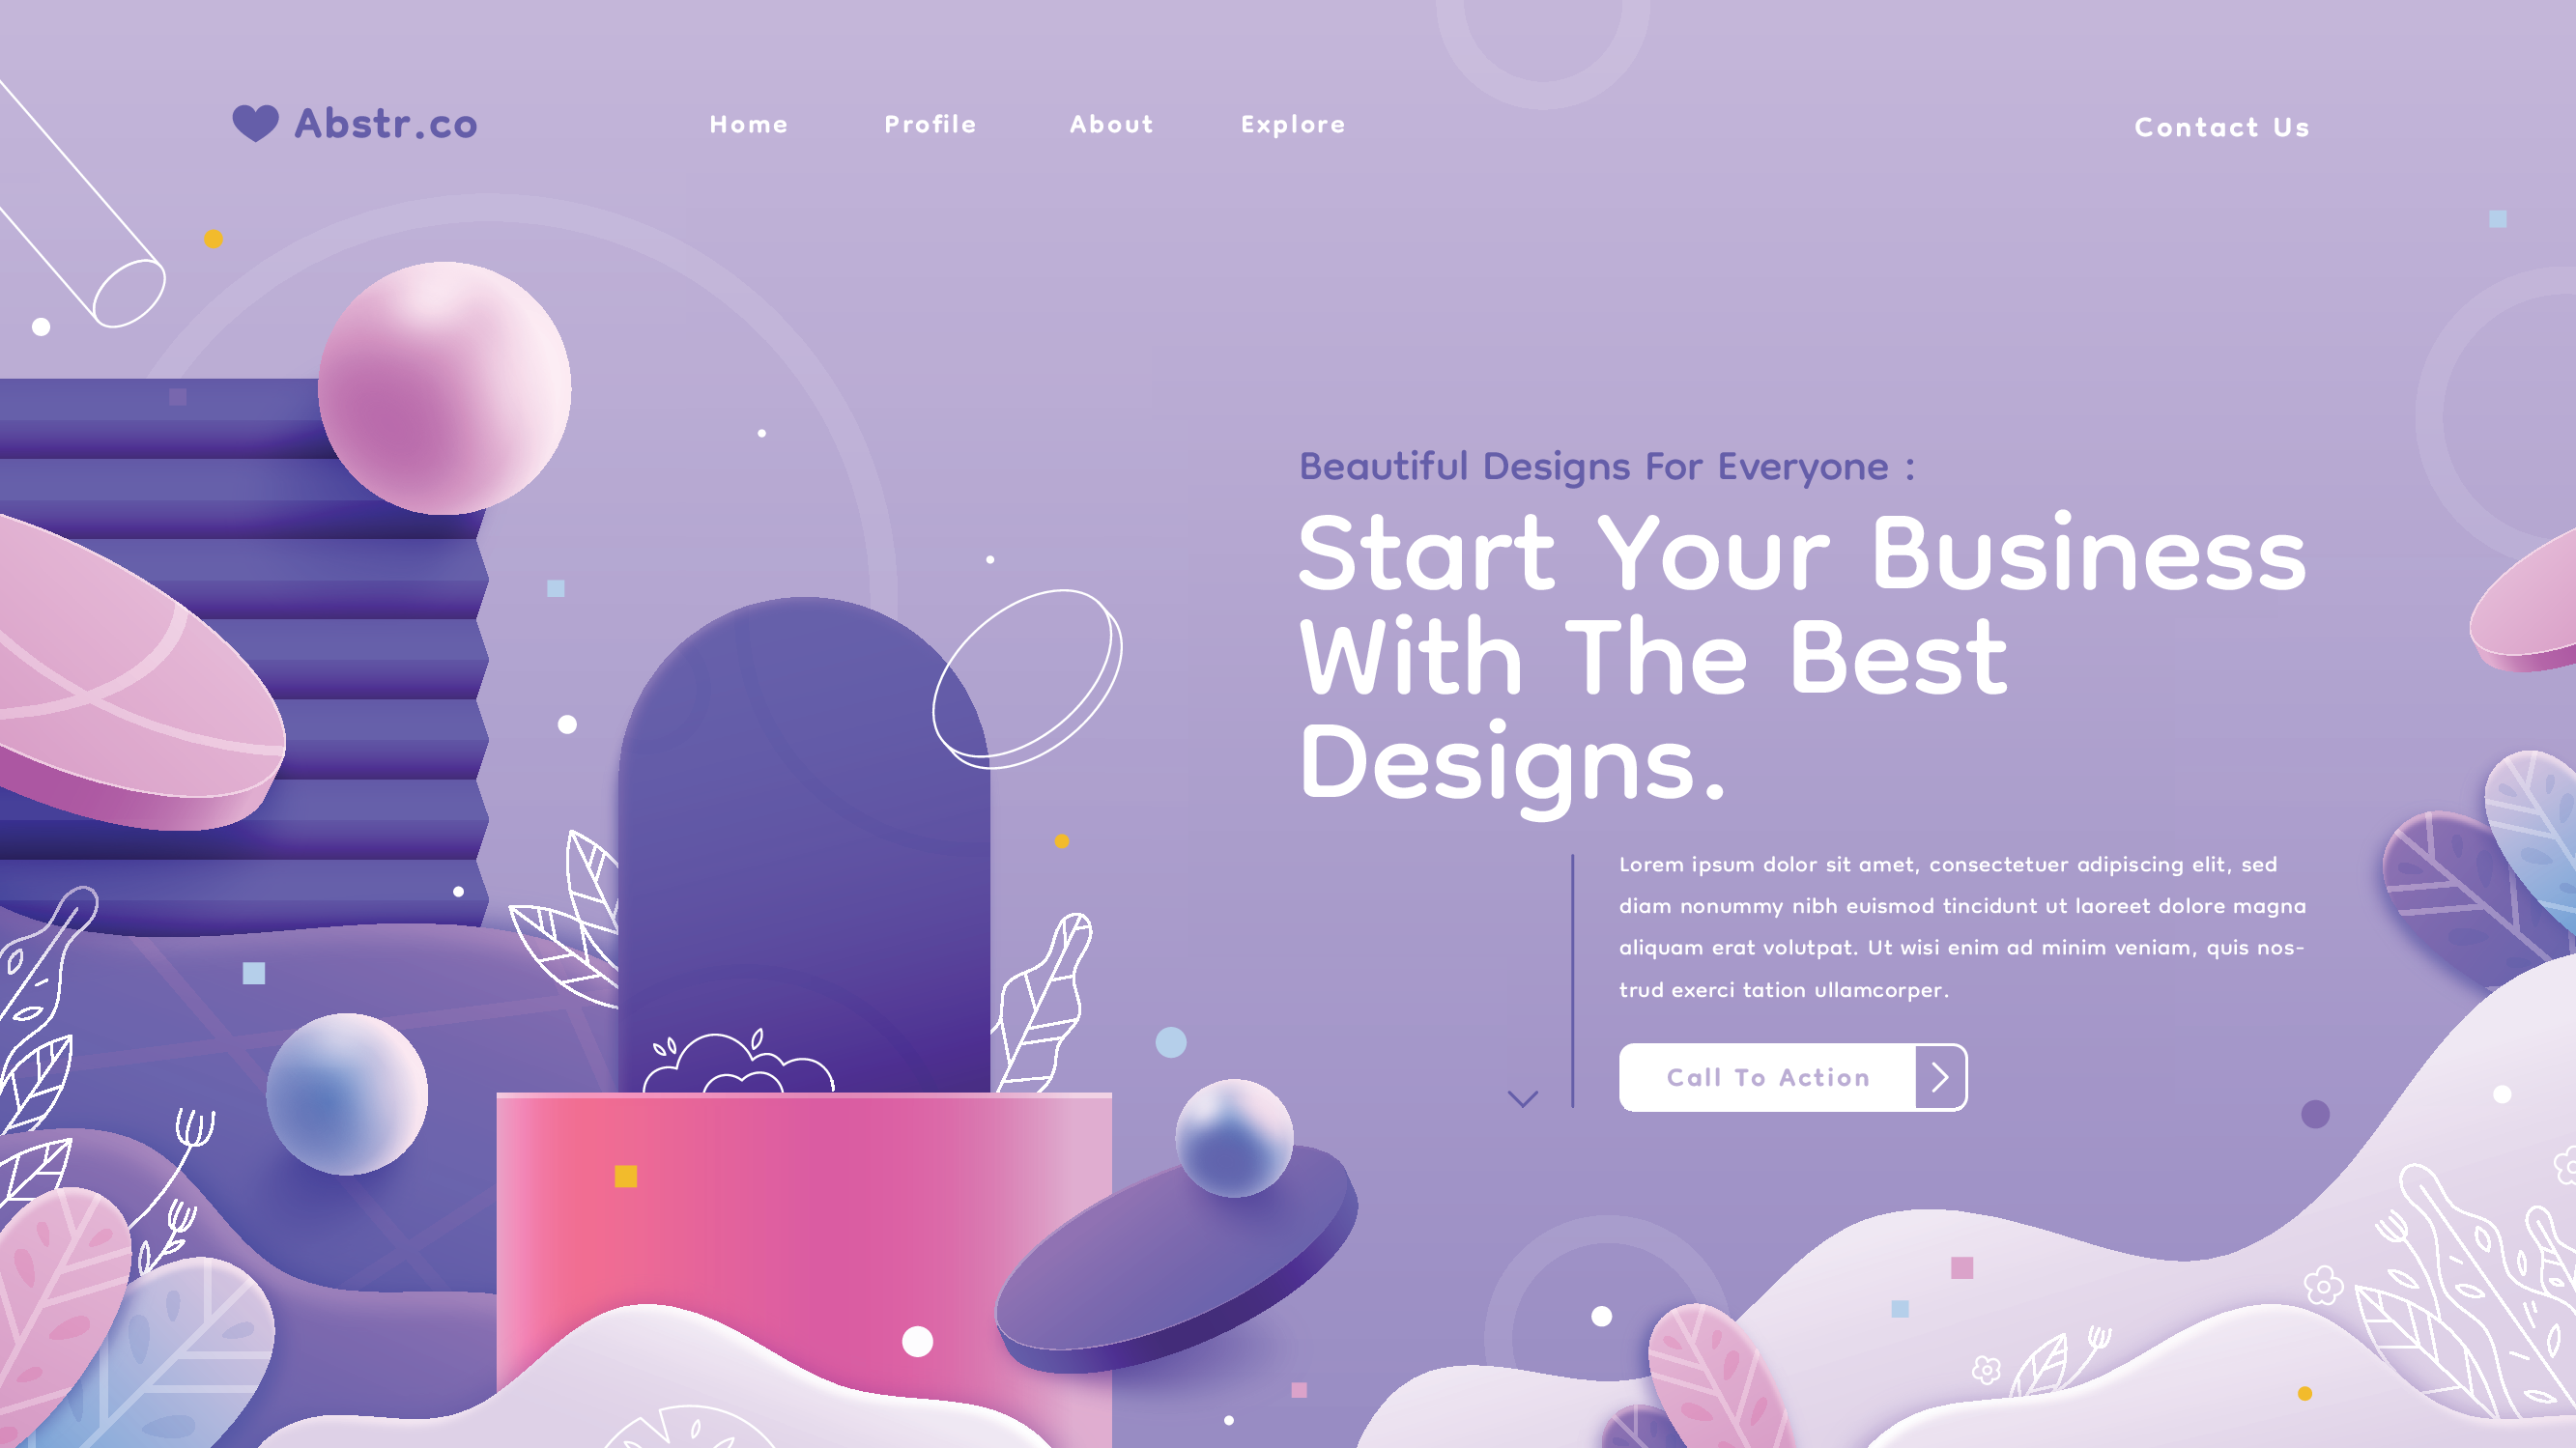 Abstr.co
Home Profile About Explore Contact Us
Beautiful Designs For Everyone :
Start Your Business
With The Best
Designs.
Lorem ipsum dolor sit amet, consectetuer adipiscing elit, sed
diam nonummy nibh euismod tincidunt ut laoreet dolore magna
aliquam erat volutpat. Ut wisi enim ad minim veniam, quis nos-
trud exerci tation ullamcorper.
Call To Action